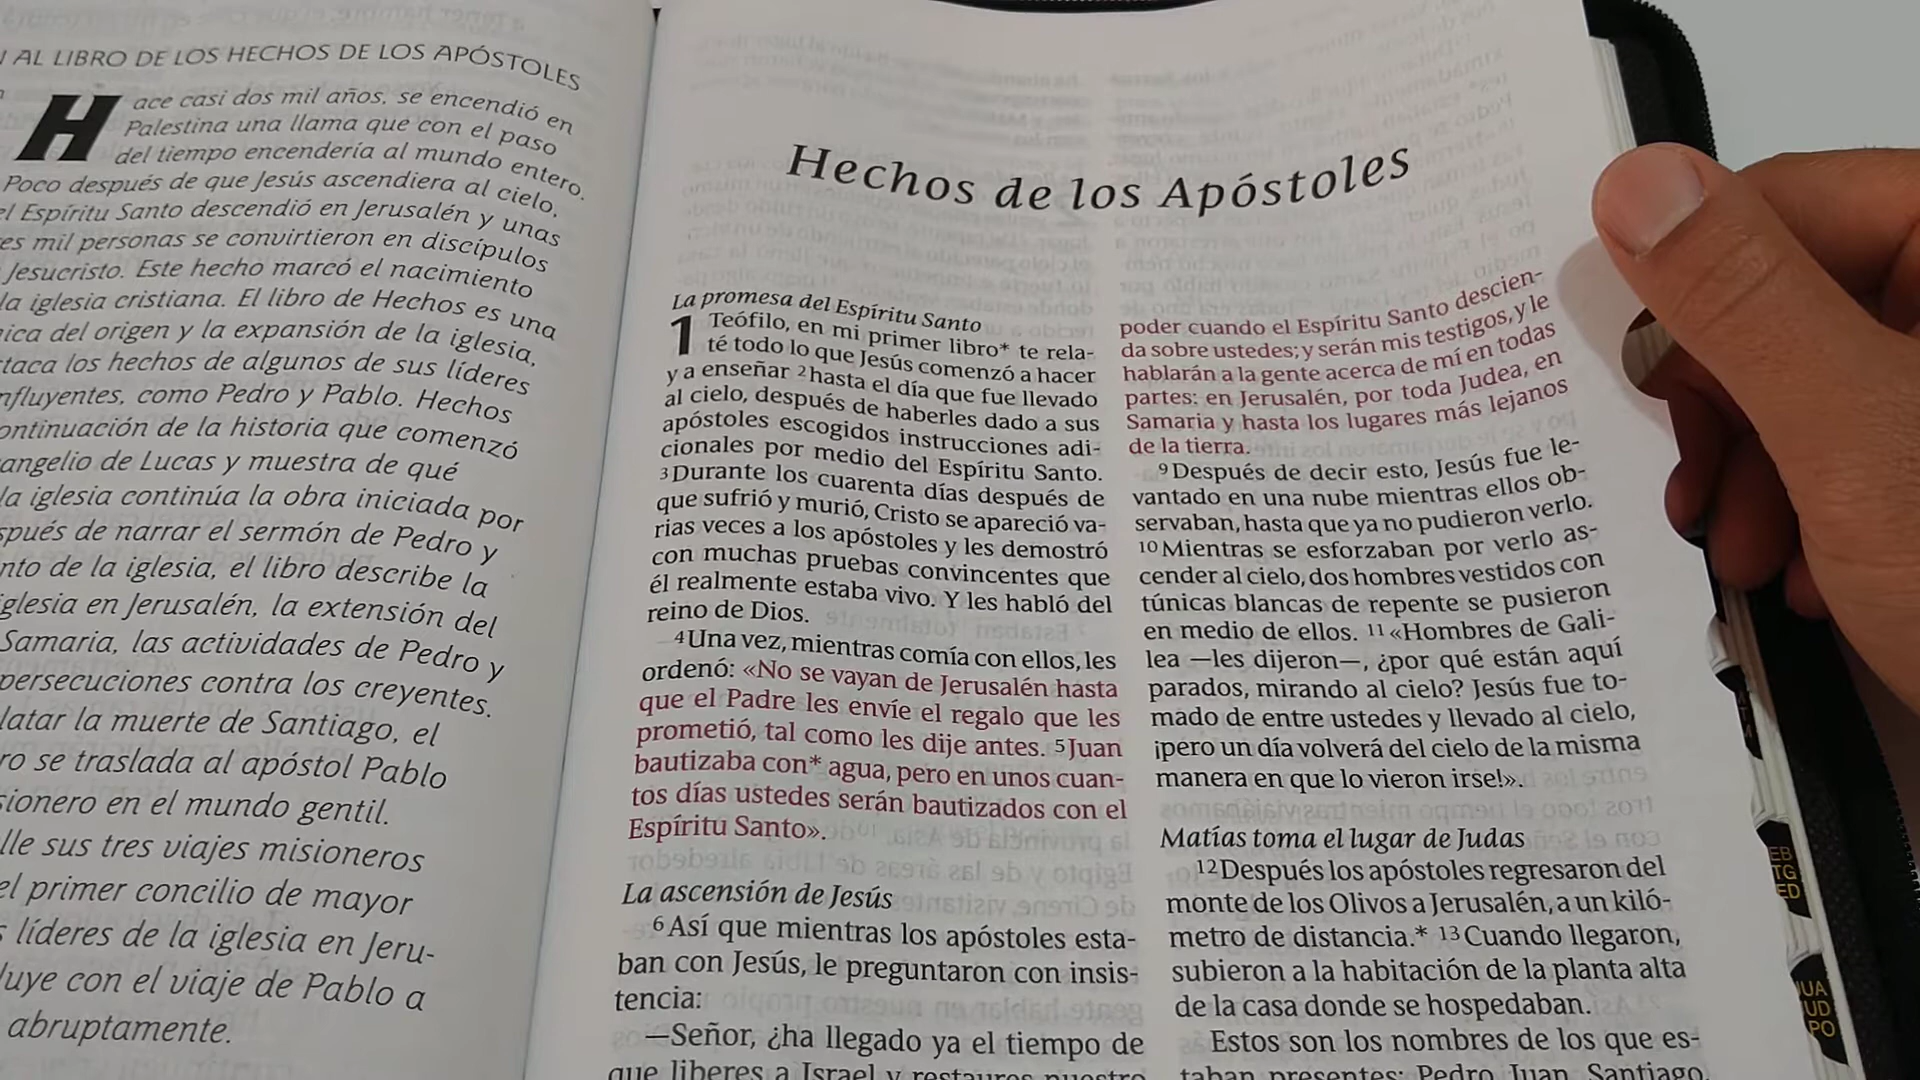 AL LIBRO DE LOS HECHOS DE LOS APÓSTOLES
Hace casi dos mil años, se encendió en
Palestina una llama que con el paso
del tiempo encendería al mundo entero.
Poco después de que Jesús ascendiera al cielo,
el Espíritu Santo descendió en Jerusalén y unas
mil personas se convirtieron en discípulos
Jesucristo. Este hecho marcó el nacimiento
la iglesia cristiana. El libro de Hechos es una
del origen y la expansión de la iglesia,
los hechos de algunos de sus líderes
como Pedro y Pablo. Hechos
de la historia que comenzó
de Lucas y muestra de qué
la iglesia continúa la obra iniciada por
de narrar el sermón de Pedro y
de la iglesia, el libro describe la
iglesia en Jerusalén, la extensión del
Samaria, las actividades de Pedro y
persecuciones contra los creyentes.
la muerte de Santiago, el
se traslada al apóstol Pablo
en el mundo gentil.
sus tres viajes misioneros
el primer concilio de mayor
líderes de la iglesia en Jeru-
con el viaje de Pablo a
abruptamente.
Hechos de los Apóstoles
La promesa del Espíritu Santo
1 Teófilo, en mi primer libro* te rela-
té todo lo que Jesús comenzó a hacer
y a enseñar 2 hasta el día que fue llevado
al cielo, después de haberles dado a sus
apóstoles escogidos instrucciones adi-
cionales por medio del Espíritu Santo.
3 Durante los cuarenta días después de
que sufrió y murió, Cristo se apareció va-
rias veces a los apóstoles y les demostró
con muchas pruebas convincentes que
él realmente estaba vivo. Y les habló del
reino de Dios.
4 Una vez, mientras comía con ellos, les
ordenó: «No se vayan de Jerusalén hasta
que el Padre les envíe el regalo que les
prometió, tal como les dije antes. 5 Juan
bautizaba con* agua, pero en unos cuan-
tos días ustedes serán bautizados con el
Espíritu Santo».
La ascensión de Jesús
6 Así que mientras los apóstoles esta-
ban con Jesús, le preguntaron con insis-
tencia:
—Señor, ¿ha llegado ya el tiempo de
que liberes a Israel y restaures nuestro
poder cuando el Espíritu Santo descien-
da sobre ustedes; y serán mis testigos, y le
hablarán a la gente acerca de mí en todas
partes: en Jerusalén, por toda Judea, en
Samaria y hasta los lugares más lejanos
de la tierra.
9 Después de decir esto, Jesús fue le-
vantado en una nube mientras ellos ob-
servaban, hasta que ya no pudieron verlo.
10 Mientras se esforzaban por verlo as-
cender al cielo, dos hombres vestidos con
túnicas blancas de repente se pusieron
en medio de ellos. 11 «Hombres de Gali-
lea —les dijeron—, ¿por qué están aquí
parados, mirando al cielo? Jesús fue to-
mado de entre ustedes y llevado al cielo,
¡pero un día volverá del cielo de la misma
manera en que lo vieron irse!».
Matías toma el lugar de Judas
12 Después los apóstoles regresaron del
monte de los Olivos a Jerusalén, a un kiló-
metro de distancia.* 13 Cuando llegaron,
subieron a la habitación de la planta alta
de la casa donde se hospedaban.
Estos son los nombres de los que es-
taban presentes: Pedro, Juan, Santiago,
EB
TG
ED
JUA
JUD
PO